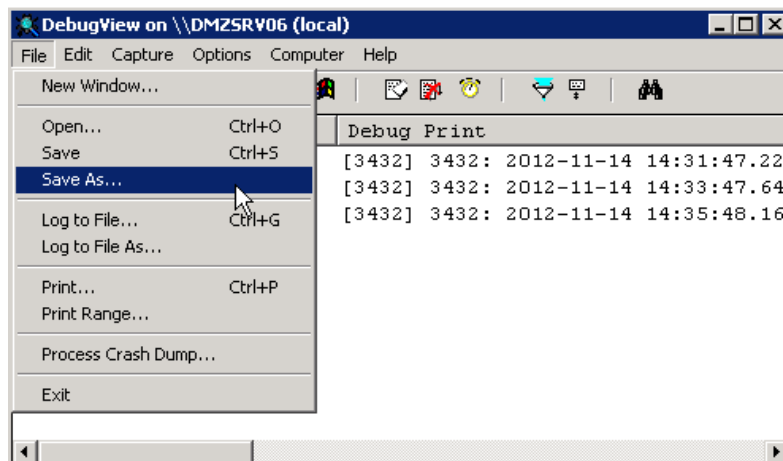 DebugView on \\DMZSRV06 (local)
File Edit Capture Options Computer Help
New Window...
Open... Ctrl+O
Save Ctrl+S
Save As...
Log to File... Ctrl+G
Log to File As...
Print... Ctrl+P
Print Range...
Process Crash Dump...
Exit
Debug Print
[3432] 3432: 2012-11-14 14:31:47.22
[3432] 3432: 2012-11-14 14:33:47.64
[3432] 3432: 2012-11-14 14:35:48.16